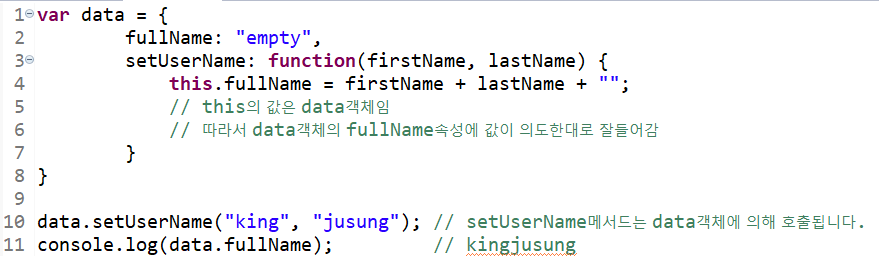 1 var data = {
2 fullName: "empty",
3 setUserName: function(firstName, lastName) {
4 this.fullName = firstName + lastName + "";
5 // this의 값은 data객체임
6 // 따라서 data객체의 fullName속성에 값이 의도한대로 잘들어감
7 }
8 }
9
10 data.setUserName("king", "jusung"); // setUserName메서드는 data객체에 의해 호출됩니다.
11 console.log(data.fullName); // kingjusung